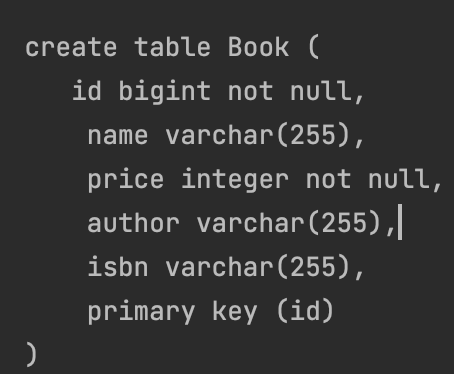 create table Book (
   id bigint not null,
    name varchar(255),
    price integer not null,
    author varchar(255),
    isbn varchar(255),
    primary key (id)
)